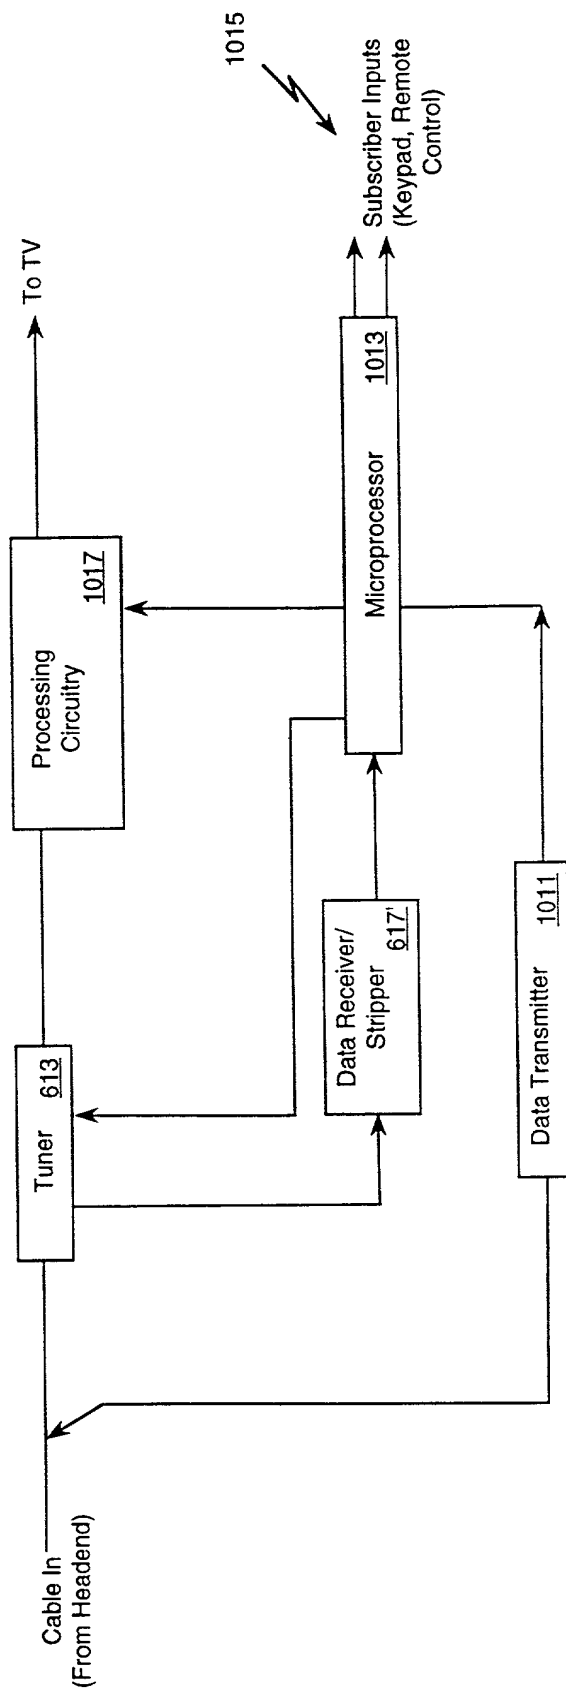 Cable In
(From Headend)
Tuner
613
Processing
Circuitry
1017
To TV
1015
Data Receiver/
Stripper
617'
Microprocessor
1013
Subscriber Inputs
(Keypad, Remote
Control)
Data Transmitter
1011